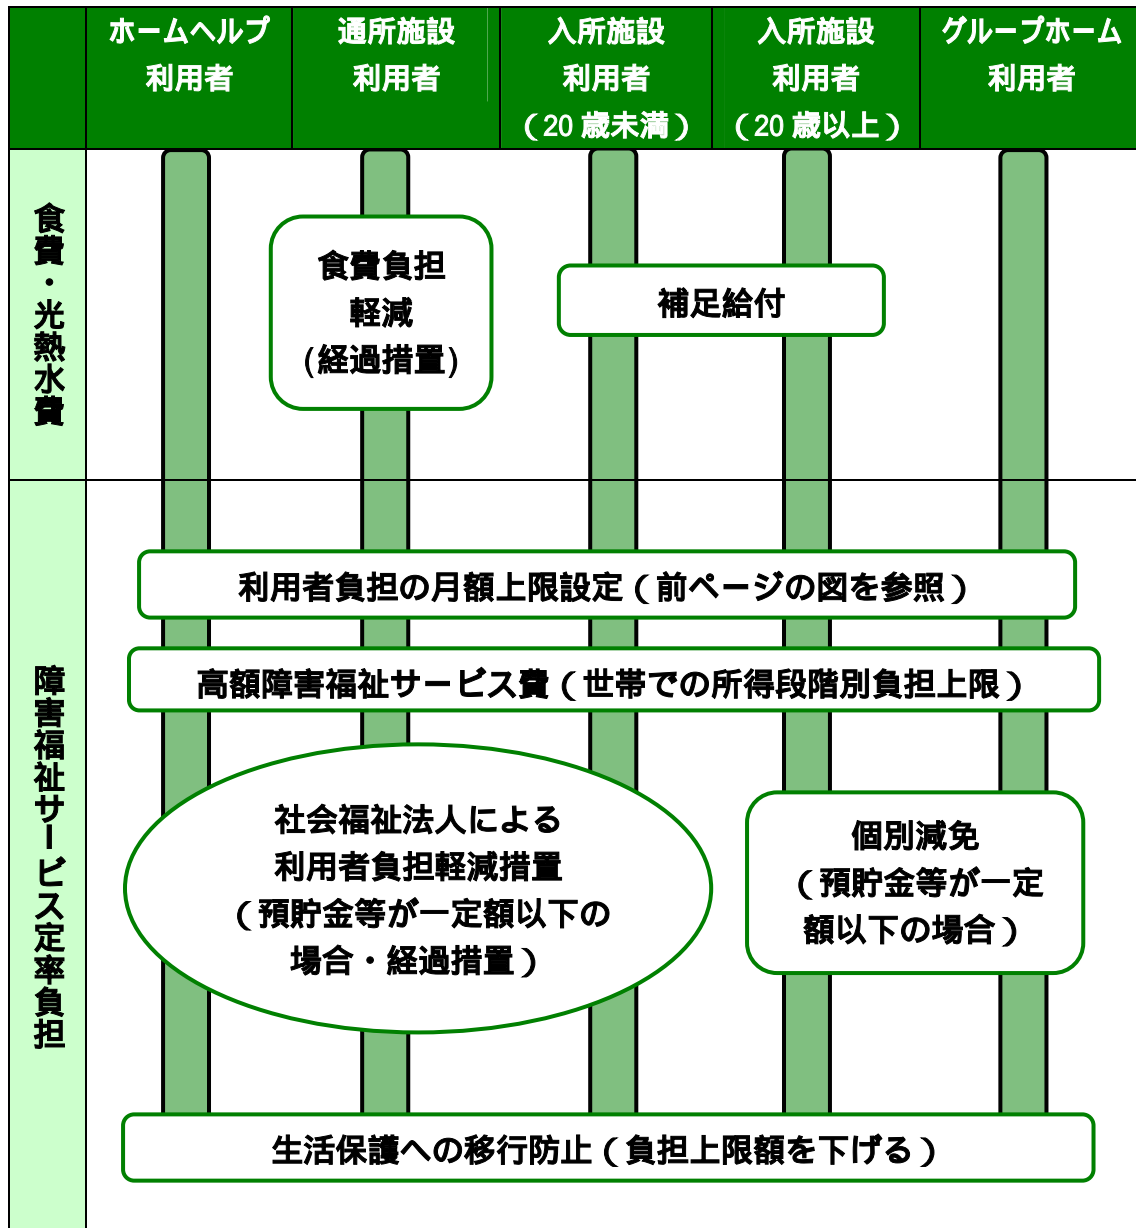 ホームヘルプ
利用者
通所施設
利用者
入所施設
利用者
（20歳未満）
入所施設
利用者
（20歳以上）
グループホーム
利用者
食費・光熱水費
食費負担
軽減
(経過措置)
補足給付
障害福祉サービス定率負担
利用者負担の月額上限設定（前ページの図を参照）
高額障害福祉サービス費（世帯での所得段階別負担上限）
社会福祉法人による
利用者負担軽減措置
（預貯金等が一定額以下の
場合・経過措置）
個別減免
（預貯金等が一定
額以下の場合）
生活保護への移行防止（負担上限額を下げる）